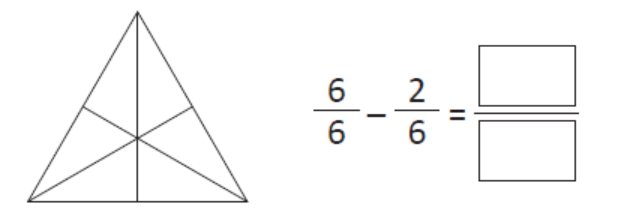 6/6 – 2/6 =